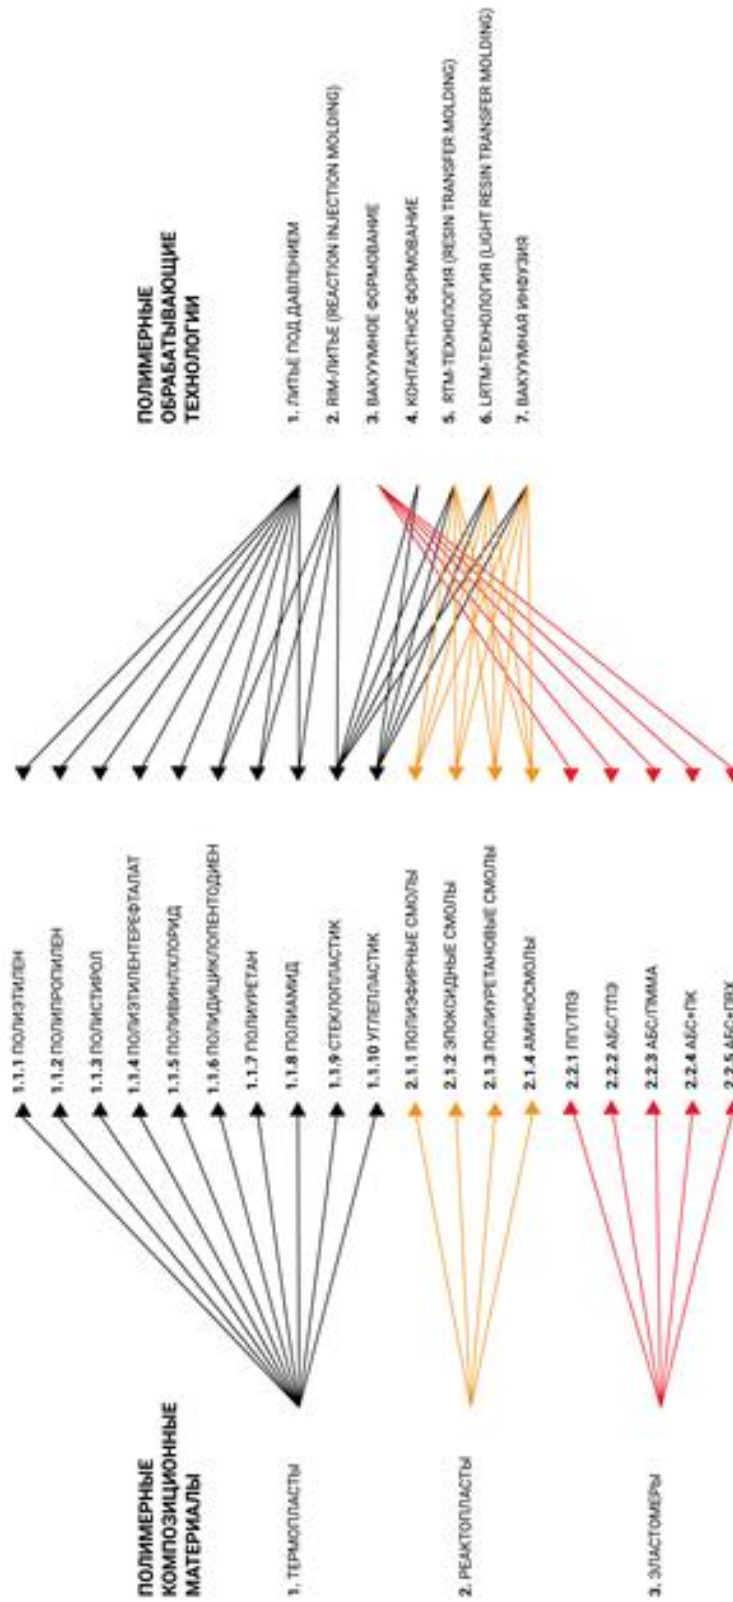 ПОЛИМЕРНЫЕ
КОМПОЗИЦИОННЫЕ
МАТЕРИАЛЫ
1. ТЕРМОПЛАСТЫ
2. РЕАКТОПЛАСТЫ
3. ЭЛАСТОМЕРЫ
1.1.1 ПОЛИЭТИЛЕН
1.1.2 ПОЛИПРОПИЛЕН
1.1.3 ПОЛИСТИРОЛ
1.1.4 ПОЛИЭТИЛЕНТЕРЕФТАЛАТ
1.1.5 ПОЛИВИНЛХЛОРИД
1.1.6 ПОЛИДИЦИКЛОПЕНТОДИЕН
1.1.7 ПОЛИУРЕТАН
1.1.8 ПОЛИАМИД
1.1.9 СТЕКЛОПЛАСТИК
1.1.10 УГЛЕПЛАСТИК
2.1.1 ПОЛИЭФИРНЫЕ СМОЛЫ
2.1.2 ЭПОКСИДНЫЕ СМОЛЫ
2.1.3 ПОЛИУРЕТАНОВЫЕ СМОЛЫ
2.1.4 АМИНОСМОЛЫ
2.2.1 ПП/ТПЭ
2.2.2 АБС/ТПЭ
2.2.3 АБС/ПММА
2.2.4 АБС+ПК
2.2.5 АБС+ПВХ
ПОЛИМЕРНЫЕ
ОБРАБАТЫВАЮЩИЕ
ТЕХНОЛОГИИ
1. ЛИТЬЕ ПОД ДАВЛЕНИЕМ
2. RIM-ЛИТЬЕ (REACTION INJECTION MOLDING)
3. ВАКУУМНОЕ ФОРМОВАНИЕ
4. КОНТАКТНОЕ ФОРМОВАНИЕ
5. RTM-ТЕХНОЛОГИЯ (RESIN TRANSFER MOLDING)
6. LRTM-ТЕХНОЛОГИЯ (LIGHT RESIN TRANSFER MOLDING)
7. ВАКУУМНАЯ ИНФУЗИЯ